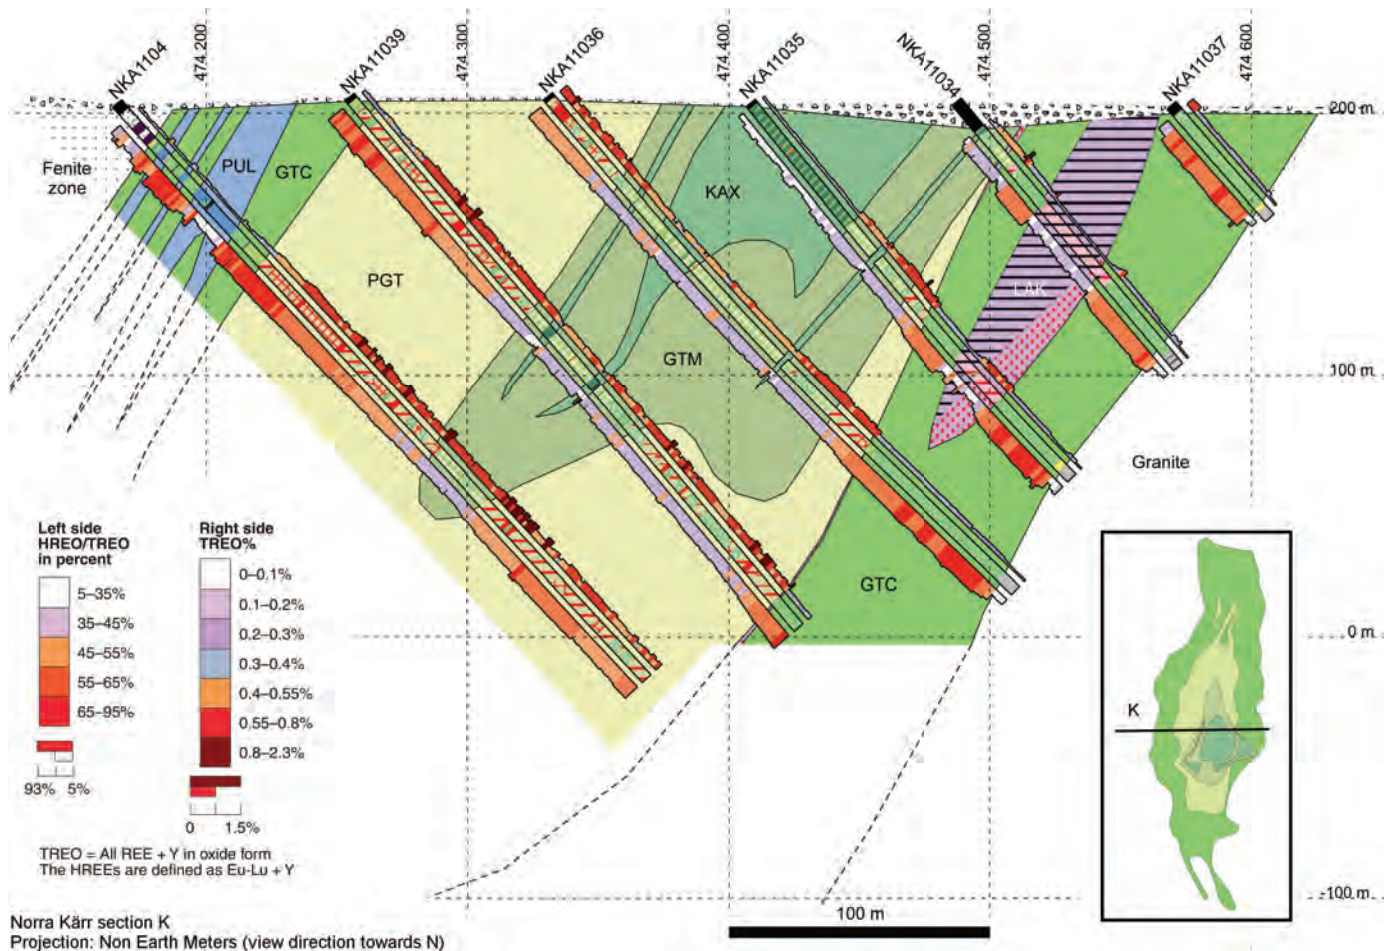 NKA1104
474.200
NKA11039
474.300
NKA11036
474.400
NKA11035
NKA11034
474.500
NKA11037
474.600
200 m
Fenite
zone
PUL
GTC
KAX
PGT
LAK
GTM
100 m
Granite
GTC
0 m
-100 m
Left side
HREO/TREO
in percent
5–35%
35–45%
45–55%
55–65%
65–95%
93% 5%
Right side
TREO%
0–0.1%
0.1–0.2%
0.2–0.3%
0.3–0.4%
0.4–0.55%
0.55–0.8%
0.8–2.3%
0 1.5%
TREO = All REE + Y in oxide form
The HREEs are defined as Eu-Lu + Y
K
100 m
Norra Kärr section K
Projection: Non Earth Meters (view direction towards N)